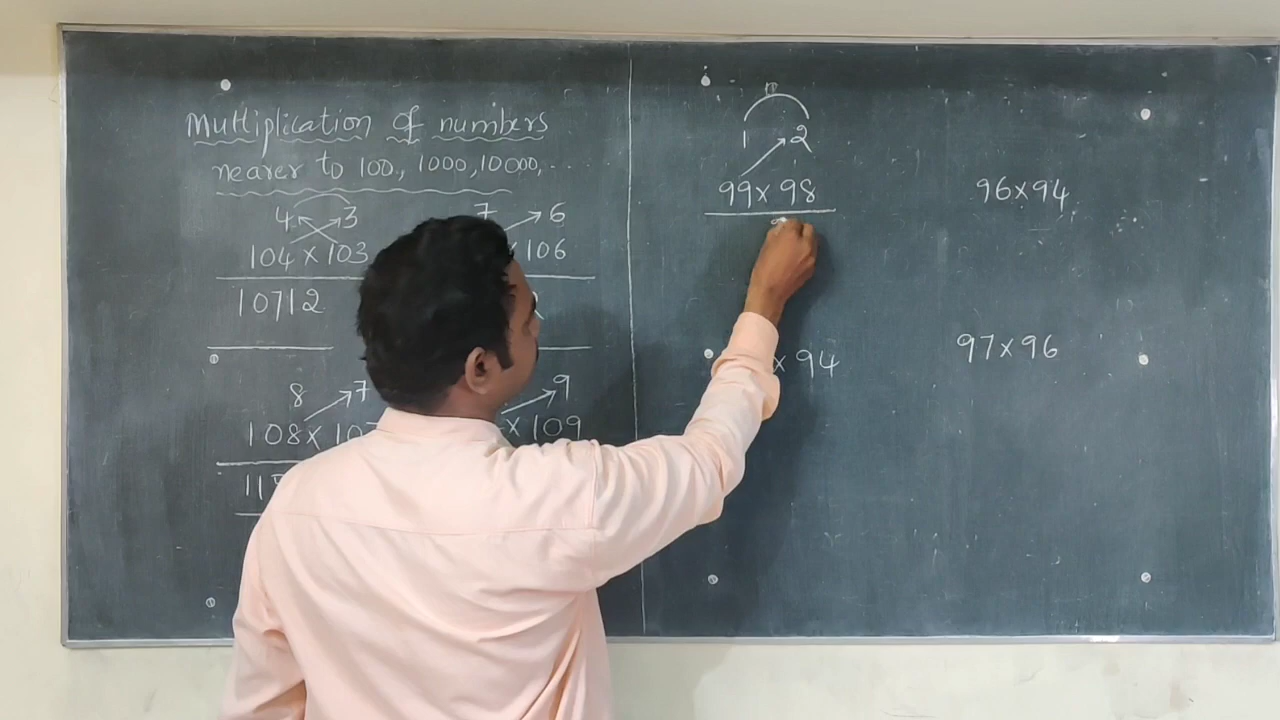 Multiplication of numbers
nearer to 100, 1000, 10000, ....
4 3
104 x 103
10712
7 6
x 106
8 7
108 x 107
9
x 109
1 2
99 x 98
x 94
96 x 94
97 x 96